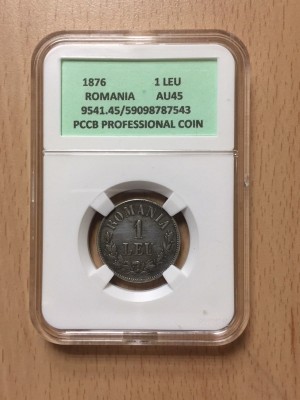 1876 1 LEU
ROMANIA AU45
9541.45/59098787543
PCCB PROFESSIONAL COIN
ROMANIA
1
LEU